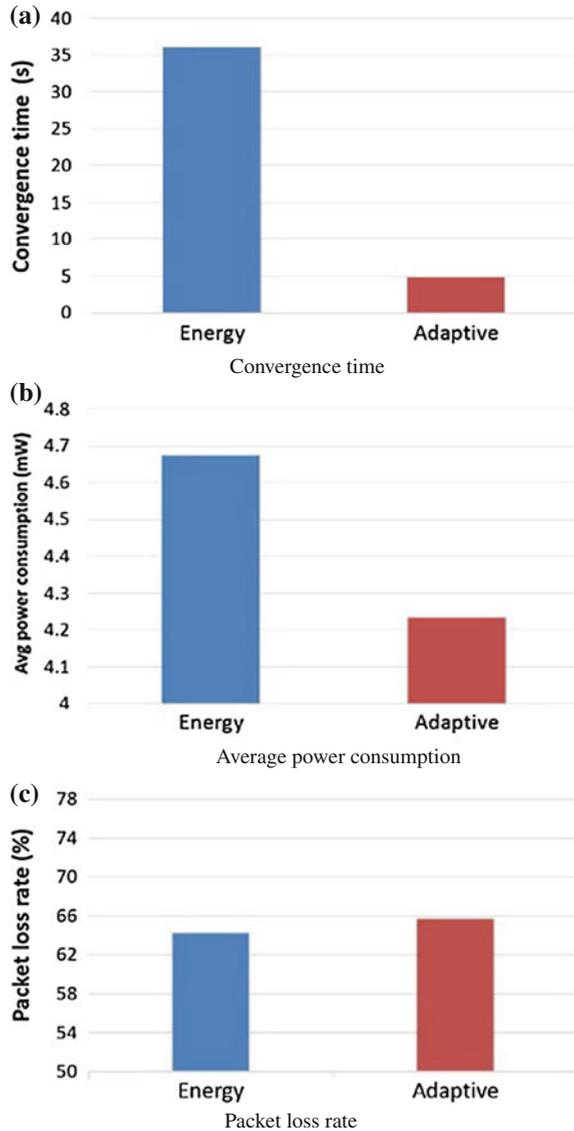 (a)
Convergence time (s)
40
35
30
25
20
15
10
5
0
Energy Adaptive
Convergence time
(b)
Avg power consumption (mW)
4.8
4.7
4.6
4.5
4.4
4.3
4.2
4.1
4
Energy Adaptive
Average power consumption
(c)
Packet loss rate (%)
78
74
70
66
62
58
54
50
Energy Adaptive
Packet loss rate